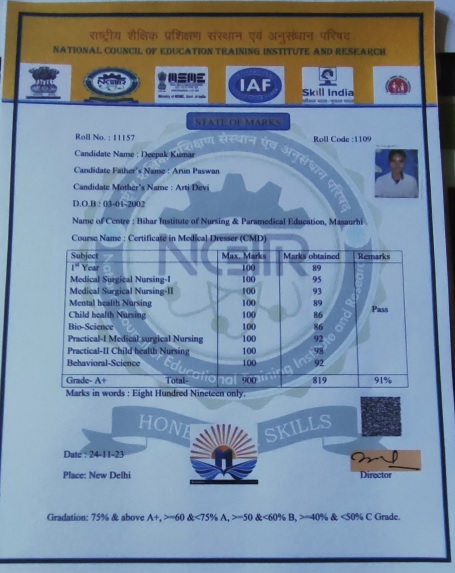 राष्ट्रीय शैक्षिक प्रशिक्षण संस्थान एवं अनुसंधान परिषद
NATIONAL COUNCIL OF EDUCATION TRAINING INSTITUTE AND RESEARCH
MSME IAF Skill India
STATE OF MARKS
Roll No. : 11157 Roll Code :1109
Candidate Name : Deepak Kumar
Candidate Father's Name : Arun Paswan
Candidate Mother's Name : Arti Devi
D.O.B : 03-01-2002
Name of Centre : Bihar Institute of Nursing & Paramedical Education, Masaurhi
Course Name : Certificate in Medical Dresser (CMD)
Subject Max. Marks Marks obtained Remarks
1st Year 100 89
Medical Surgical Nursing-I 100 95
Medical Surgical Nursing-II 100 93
Mental health Nursing 100 89
Child health Nursing 100 86 Pass
Bio-Science 100 86
Practical-I Medical surgical Nursing 100 92
Practical-II Child health Nursing 100 98
Behavioral-Science 100 92
Grade- A+ Total- 900 819 91%
Marks in words : Eight Hundred Nineteen only.
HONE SKILLS
Date : 24-11-23
Place: New Delhi Director
Gradation: 75% & above A+, >=60 &<75% A, >=50 &<60% B, >=40% & <50% C Grade.